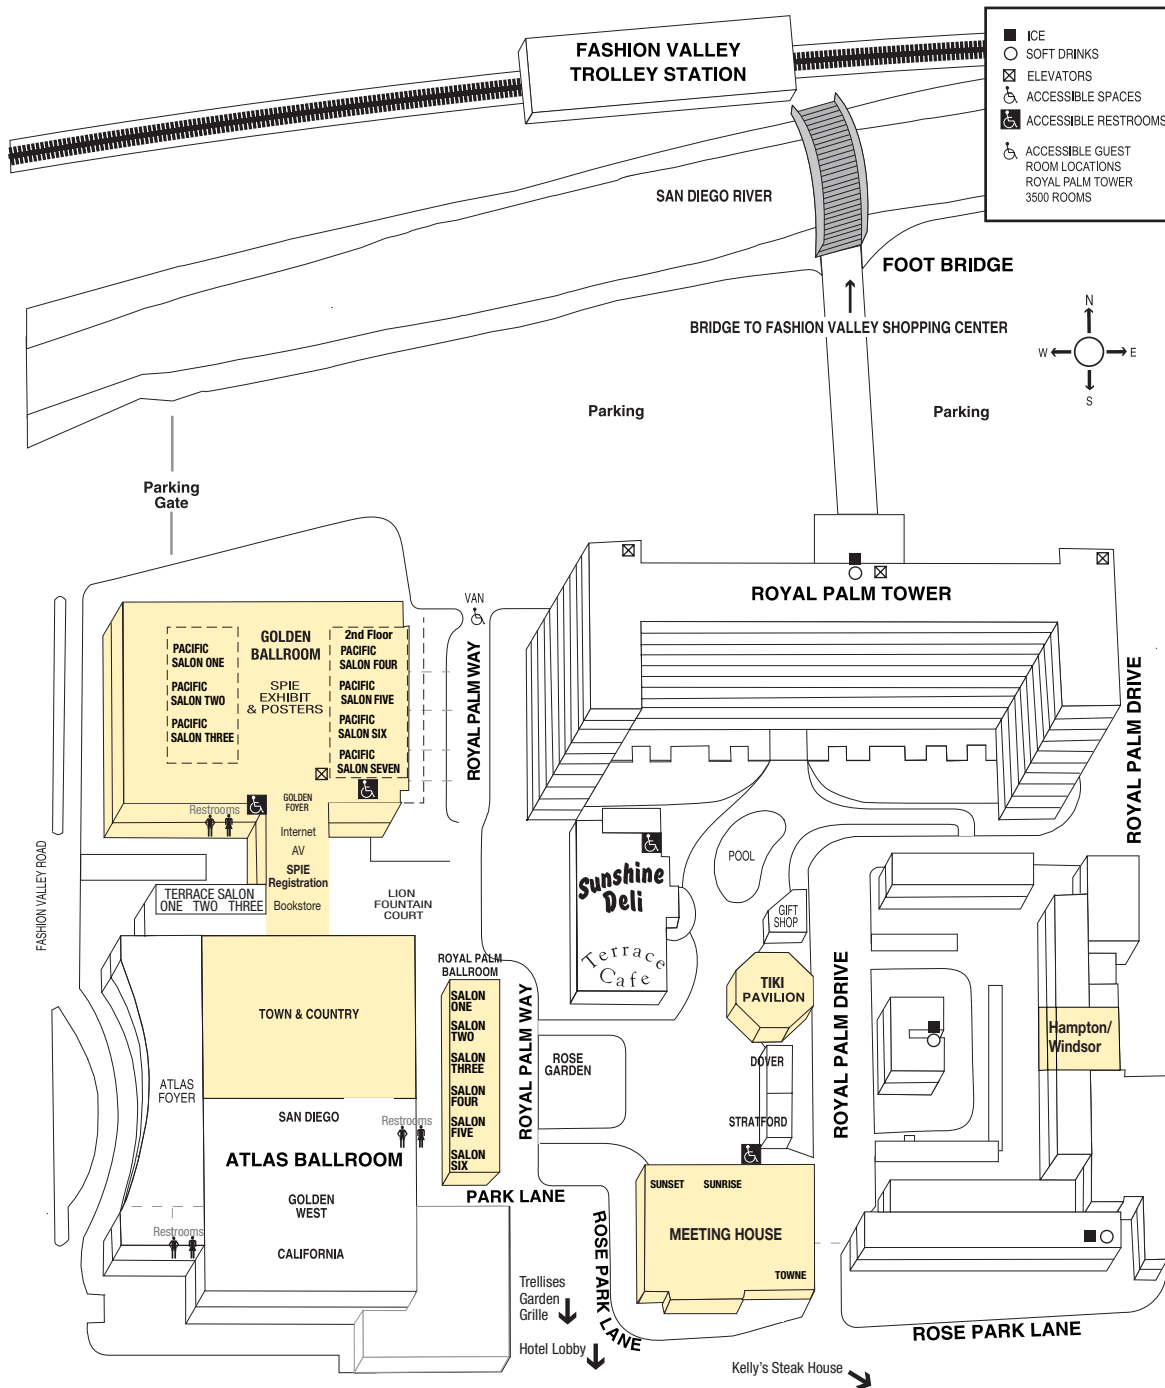 FASHION VALLEY
TROLLEY STATION
ICE
SOFT DRINKS
ELEVATORS
ACCESSIBLE SPACES
ACCESSIBLE RESTROOMS
ACCESSIBLE GUEST
ROOM LOCATIONS
ROYAL PALM TOWER
3500 ROOMS
SAN DIEGO RIVER
FOOT BRIDGE
BRIDGE TO FASHION VALLEY SHOPPING CENTER
N
W
E
S
Parking
Parking
Parking
Gate
ROYAL PALM TOWER
VAN
ROYAL PALM WAY
ROYAL PALM DRIVE
GOLDEN
BALLROOM
SPIE
EXHIBIT
& POSTERS
PACIFIC
SALON ONE
PACIFIC
SALON TWO
PACIFIC
SALON THREE
2nd Floor
PACIFIC
SALON FOUR
PACIFIC
SALON FIVE
PACIFIC
SALON SIX
PACIFIC
SALON SEVEN
GOLDEN
FOYER
Restrooms
Internet
AV
SPIE
Registration
Bookstore
FASHION VALLEY ROAD
TERRACE SALON
ONE TWO THREE
LION
FOUNTAIN
COURT
Sunshine
Deli
Terrace
Cafe
POOL
GIFT
SHOP
TIKI
PAVILION
ROYAL PALM DRIVE
Hampton/
Windsor
ROYAL PALM
BALLROOM
SALON
ONE
SALON
TWO
SALON
THREE
SALON
FOUR
SALON
FIVE
SALON
SIX
ROYAL PALM WAY
ROSE
GARDEN
DOVER
STRATFORD
TOWN & COUNTRY
ATLAS
FOYER
SAN DIEGO
Restrooms
ATLAS BALLROOM
GOLDEN
WEST
CALIFORNIA
Restrooms
PARK LANE
SUNSET
SUNRISE
MEETING HOUSE
TOWNE
ROSE PARK LANE
Trellises
Garden
Grille
Hotel Lobby
ROSE PARK LANE
Kelly's Steak House